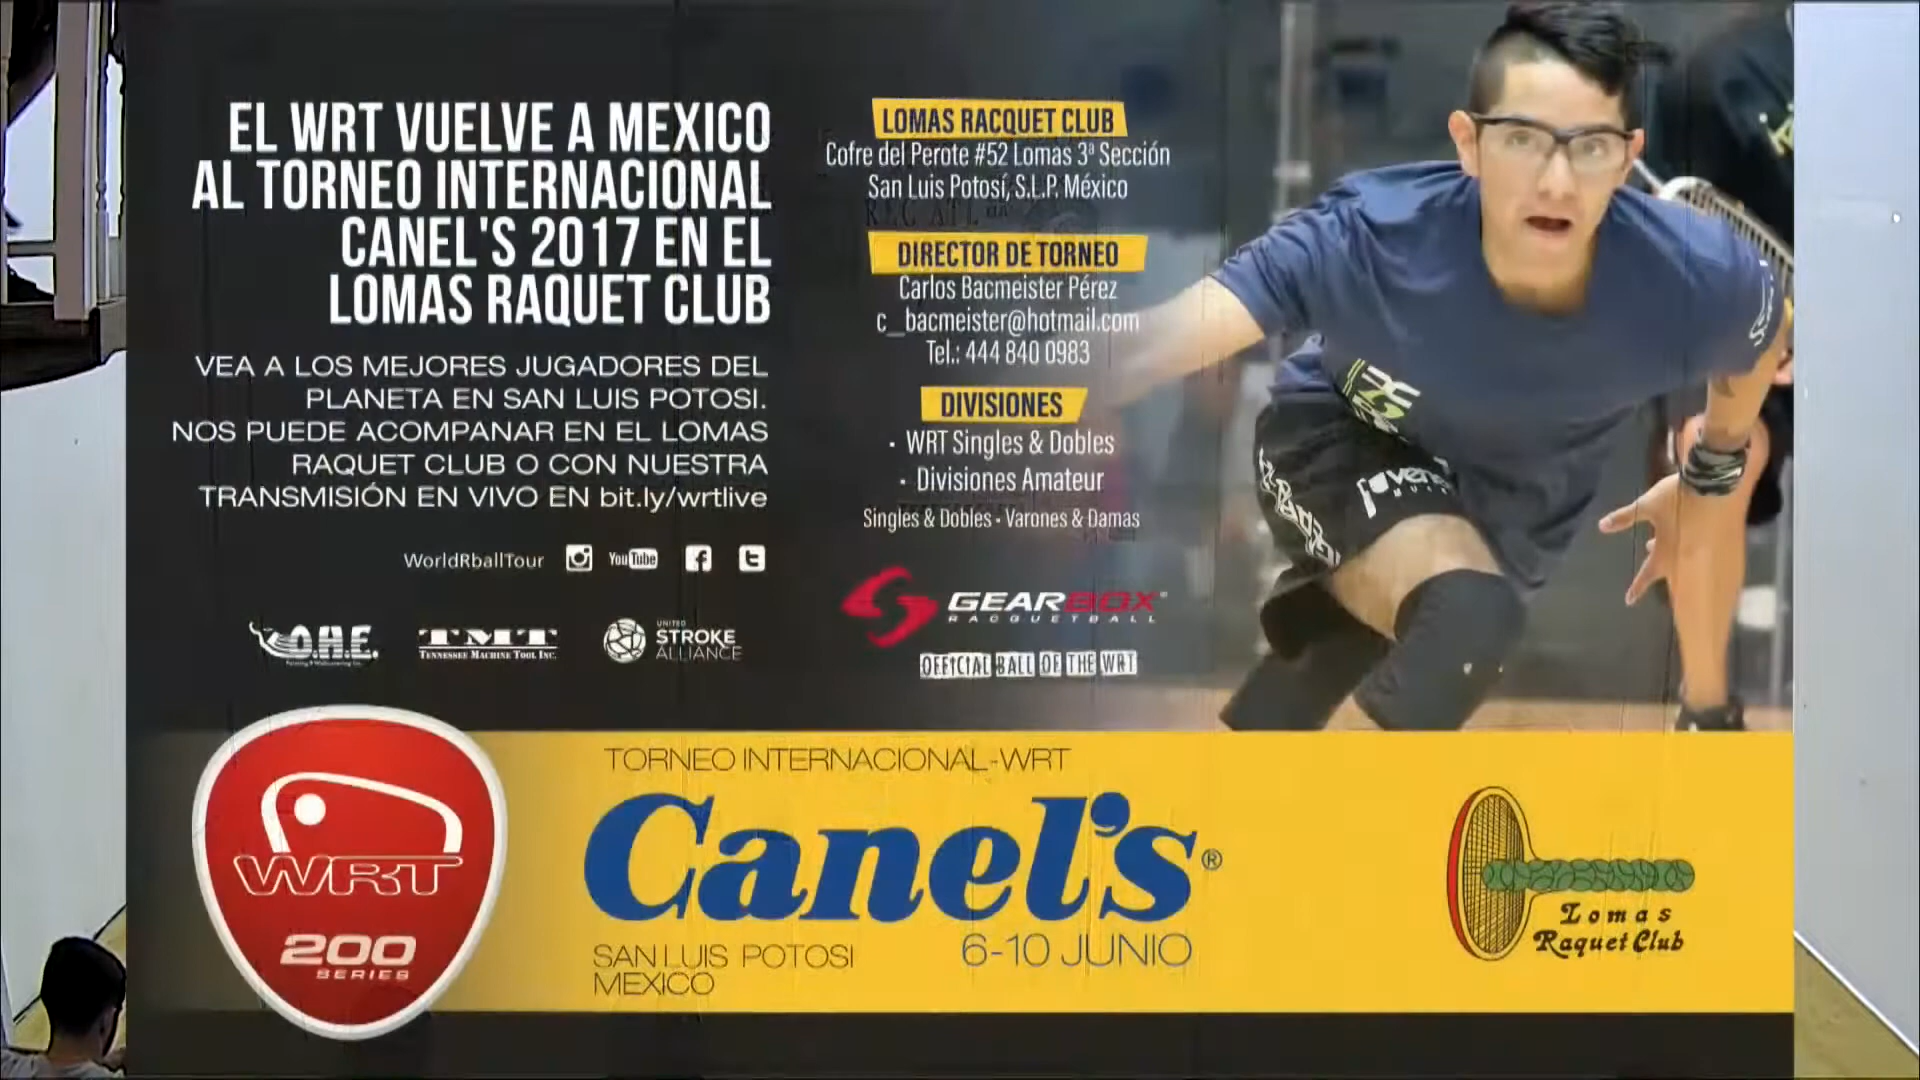 EL WRT VUELVE A MEXICO
AL TORNEO INTERNACIONAL
CANEL'S 2017 EN EL
LOMAS RAQUET CLUB
VEA A LOS MEJORES JUGADORES DEL
PLANETA EN SAN LUIS POTOSI.
NOS PUEDE ACOMPANAR EN EL LOMAS
RAQUET CLUB O CON NUESTRA
TRANSMISIÓN EN VIVO EN bit.ly/wrtlive
WorldRballTour YouTube
O.H.E.
TMT
TENNESSEE MACHINE TOOL INC.
UNITED
STROKE
ALLIANCE
LOMAS RACQUET CLUB
Cofre del Perote #52 Lomas 3ª Sección
San Luis Potosí, S.L.P. México
DIRECTOR DE TORNEO
Carlos Bacmeister Pérez
c_bacmeister@hotmail.com
Tel.: 444 840 0983
DIVISIONES
· WRT Singles & Dobles
· Divisiones Amateur
Singles & Dobles - Varones & Damas
GEARBOX
RACQUETBALL
OFFICIAL BALL OF THE WRT
WRT
200
SERIES
TORNEO INTERNACIONAL-WRT
Canel's®
SAN LUIS POTOSI
MEXICO
6-10 JUNIO
Lomas
Raquet Club